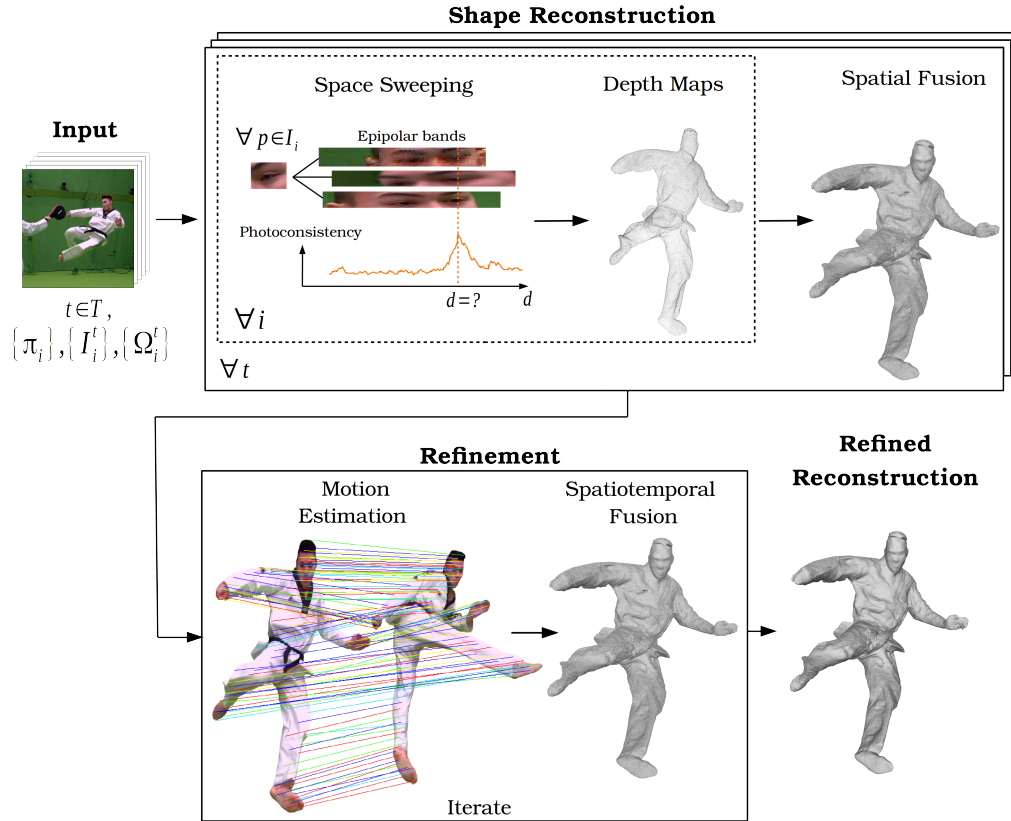 Shape Reconstruction
Input
t∈T,
{π_i},{I_i^t},{Ω_i^t}
Space Sweeping
∀ p∈I_i
Epipolar bands
Photoconsistency
d=?
d
∀ i
∀ t
Depth Maps
Spatial Fusion
Refinement
Motion
Estimation
Spatiotemporal
Fusion
Iterate
Refined
Reconstruction